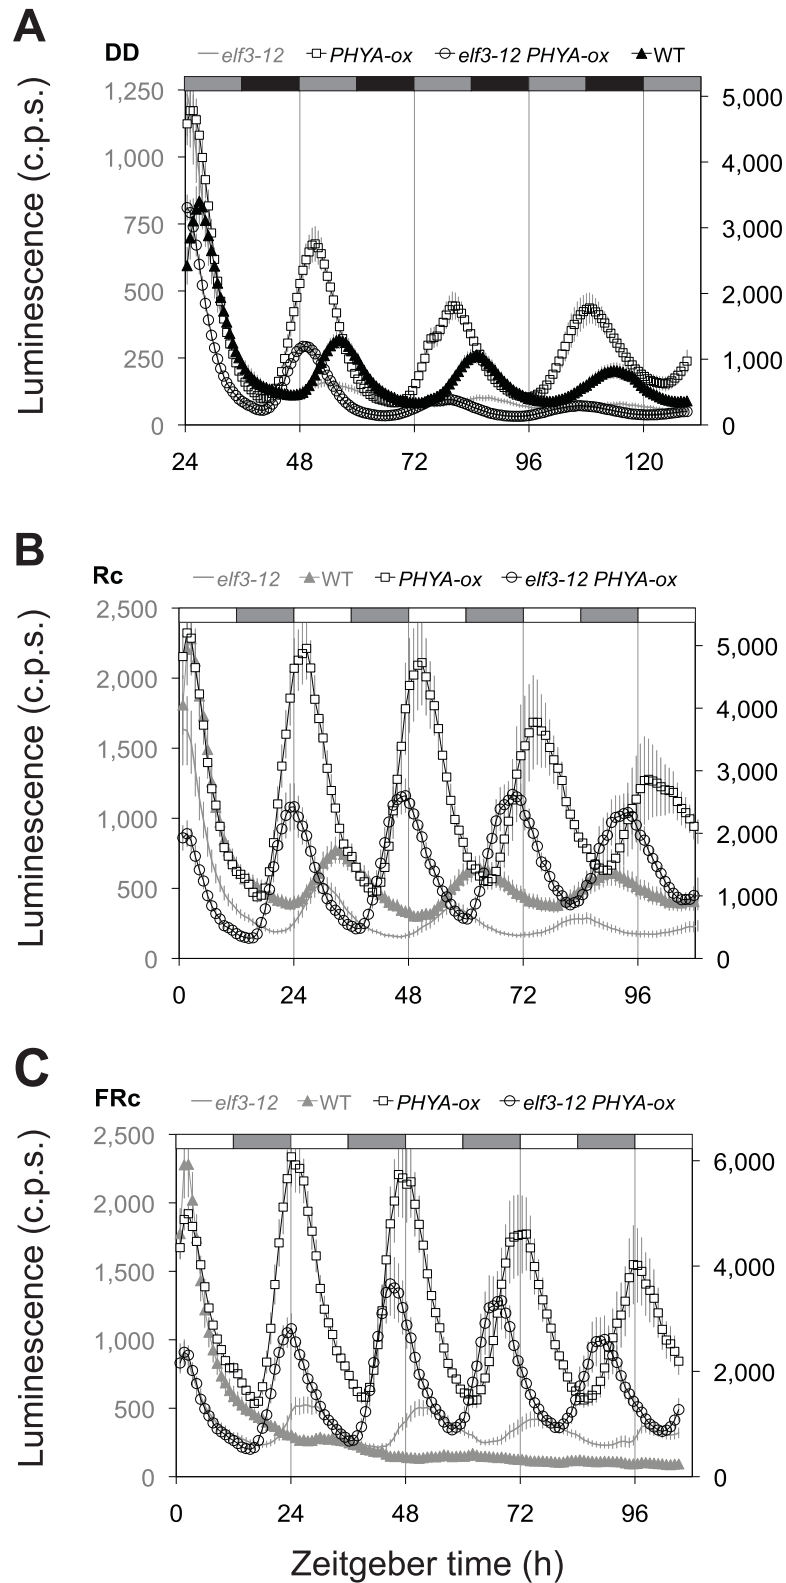 A
DD
elf3-12 PHYA-ox elf3-12 PHYA-ox WT
Luminescence (c.p.s.)
1,250
1,000
750
500
250
0
5,000
4,000
3,000
2,000
1,000
0
24 48 72 96 120
B
Rc
elf3-12 WT PHYA-ox elf3-12 PHYA-ox
Luminescence (c.p.s.)
2,500
2,000
1,500
1,000
500
0
5,000
4,000
3,000
2,000
1,000
0
0 24 48 72 96
C
FRc
elf3-12 WT PHYA-ox elf3-12 PHYA-ox
Luminescence (c.p.s.)
2,500
2,000
1,500
1,000
500
0
6,000
4,000
2,000
0
0 24 48 72 96
Zeitgeber time (h)